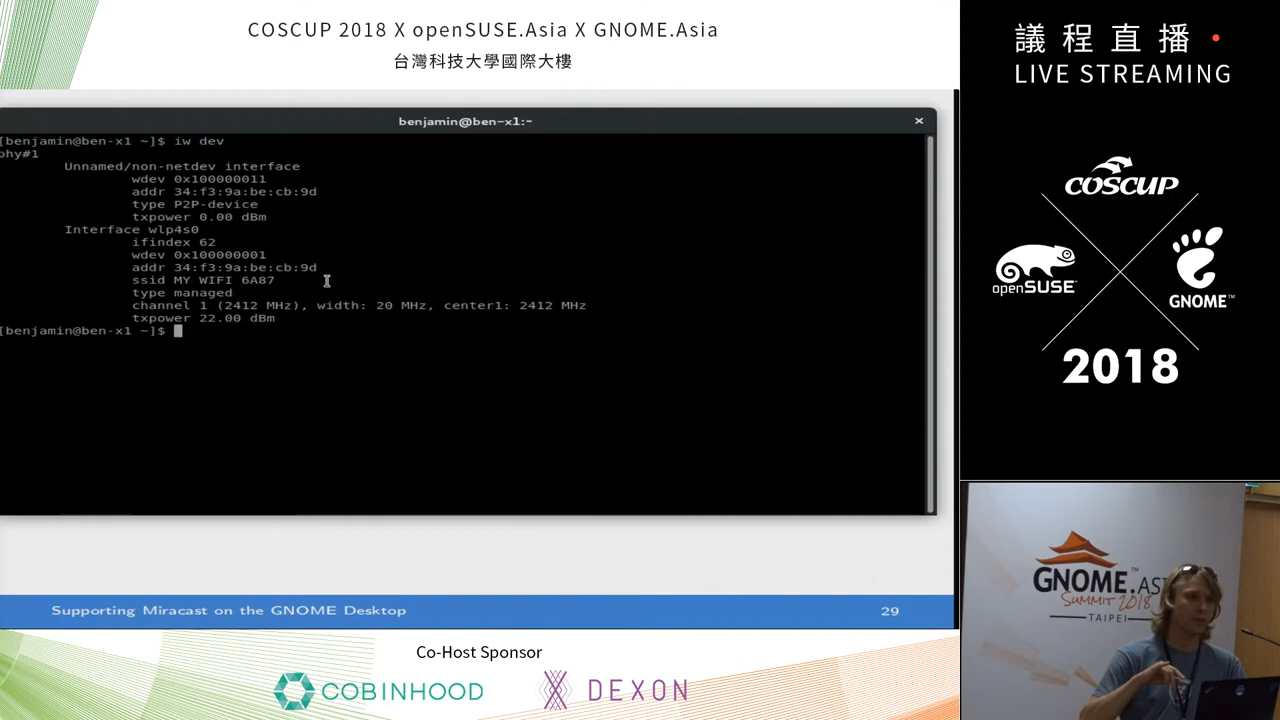 COSCUP 2018 X openSUSE.Asia X GNOME.Asia
台灣科技大學國際大樓
議程直播
LIVE STREAMING
benjamin@ben-x1:~
[benjamin@ben-x1 ~]$ iw dev
phy#1
Unnamed/non-netdev interface
wdev 0x100000011
addr 34:f3:9a:be:cb:9d
type P2P-device
txpower 0.00 dBm
Interface wlp4s0
ifindex 62
wdev 0x100000001
addr 34:f3:9a:be:cb:9d
ssid MY WIFI 6A87
type managed
channel 1 (2412 MHz), width: 20 MHz, center1: 2412 MHz
txpower 22.00 dBm
[benjamin@ben-x1 ~]$
COSCUP
openSUSE
GNOME™
2018
Supporting Miracast on the GNOME Desktop
29
GNOME.AS
SUMMIT 2018
TAIPEI
Co-Host Sponsor
COBINHOOD
DEXON